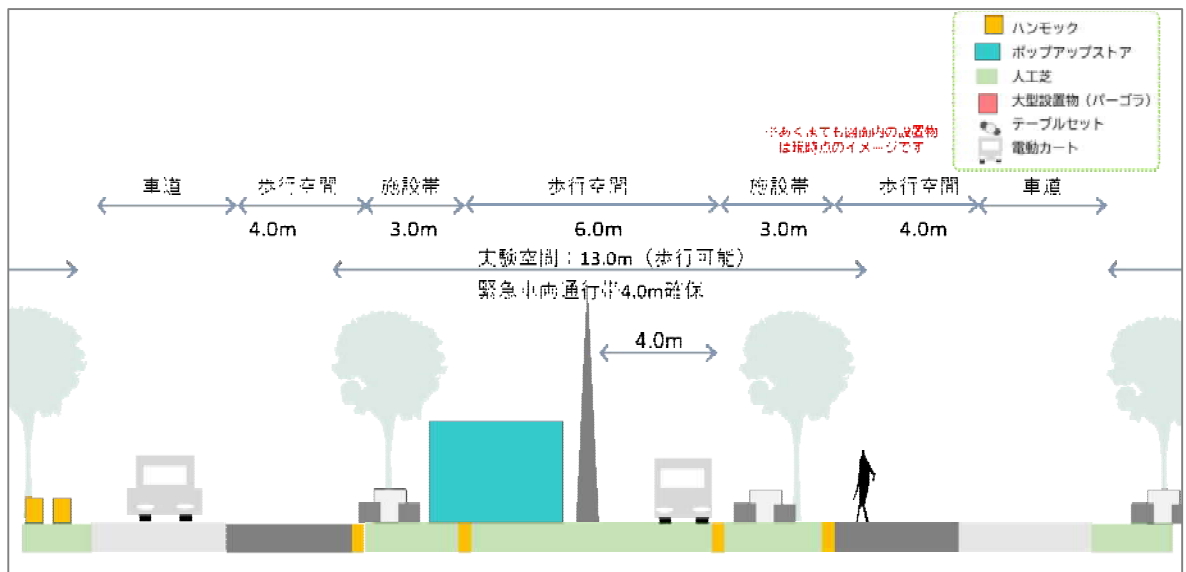 ハンモック
ポップアップストア
人工芝
大型設置物（パーゴラ）
テーブルセット
電動カート
※あくまでも図面内の設置物
は現時点のイメージです
車道 歩行空間 施設帯 歩行空間 施設帯 歩行空間 車道
4.0m 3.0m 6.0m 3.0m 4.0m
実験空間：13.0m（歩行可能）
緊急車両通行帯4.0m確保
4.0m